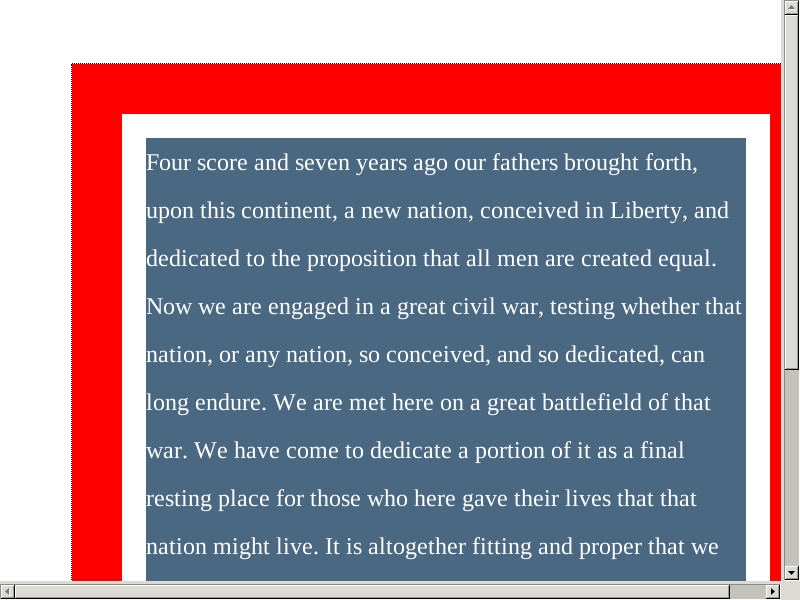 Four score and seven years ago our fathers brought forth,
upon this continent, a new nation, conceived in Liberty, and
dedicated to the proposition that all men are created equal.
Now we are engaged in a great civil war, testing whether that
nation, or any nation, so conceived, and so dedicated, can
long endure. We are met here on a great battlefield of that
war. We have come to dedicate a portion of it as a final
resting place for those who here gave their lives that that
nation might live. It is altogether fitting and proper that we